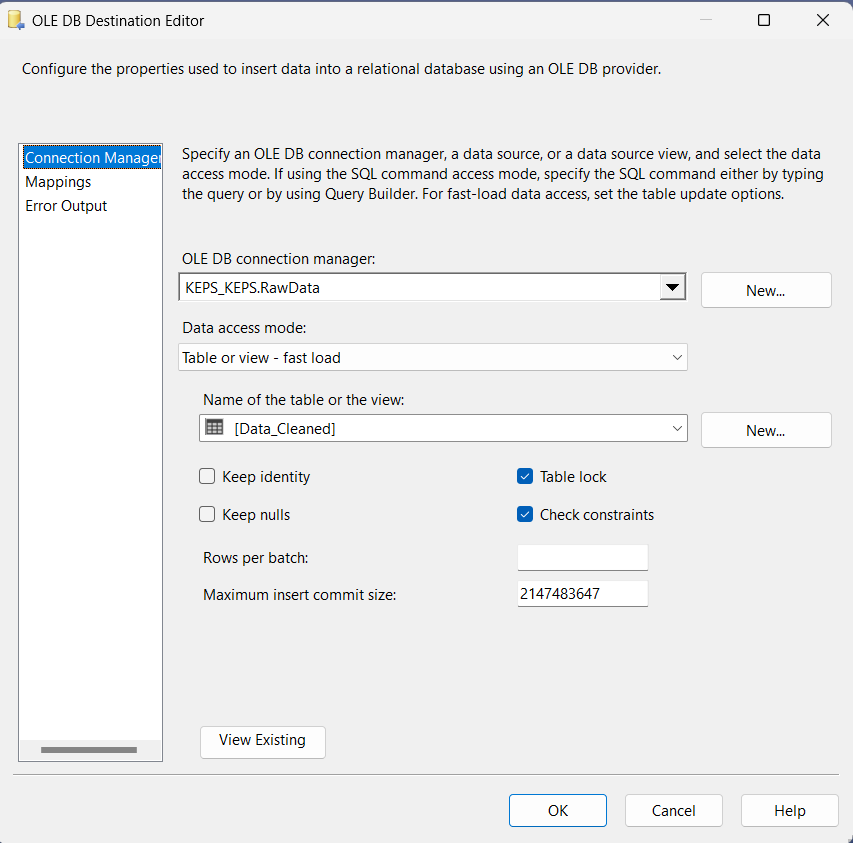 OLE DB Destination Editor
Configure the properties used to insert data into a relational database using an OLE DB provider.
Connection Manager
Mappings
Error Output
Specify an OLE DB connection manager, a data source, or a data source view, and select the data
access mode. If using the SQL command access mode, specify the SQL command either by typing
the query or by using Query Builder. For fast-load data access, set the table update options.
OLE DB connection manager:
KEPS_KEPS.RawData
New...
Data access mode:
Table or view - fast load
Name of the table or the view:
[Data_Cleaned]
New...
Keep identity
Table lock
Keep nulls
Check constraints
Rows per batch:
Maximum insert commit size:
2147483647
View Existing
OK
Cancel
Help